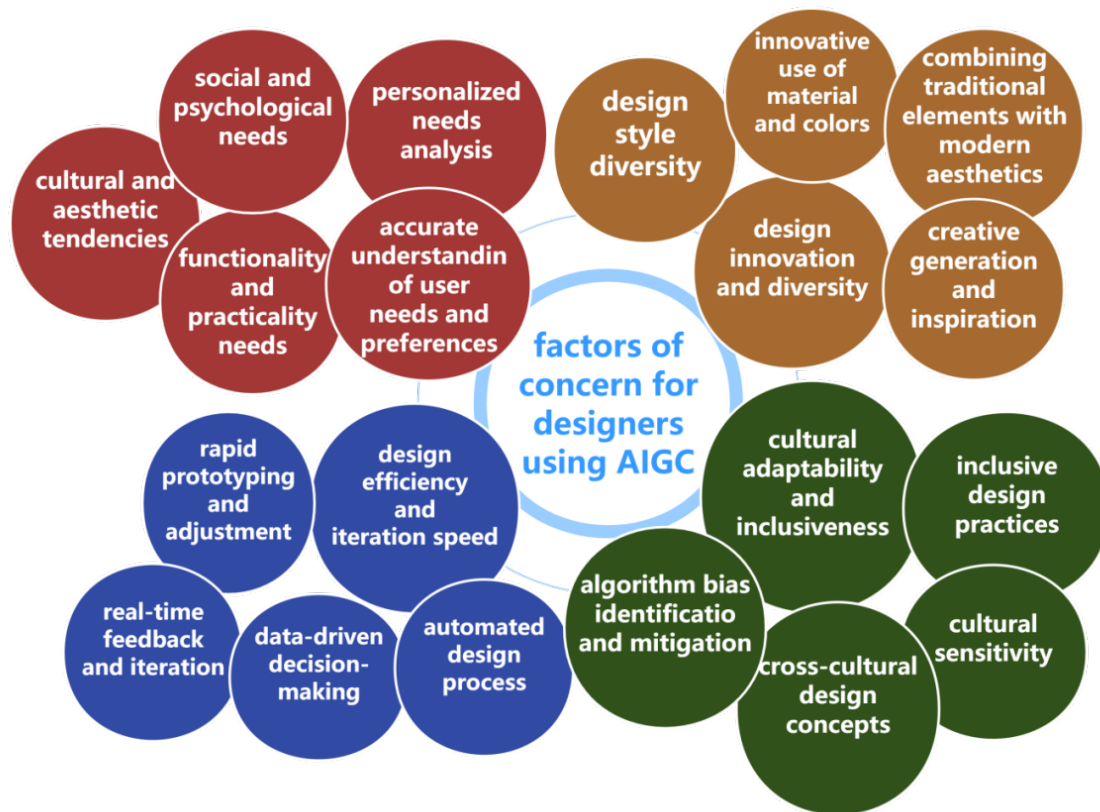 social and
psychological
needs
personalized
needs
analysis
cultural and
aesthetic
tendencies
functionality
and
practicality
needs
accurate
understandin
of user
needs and
preferences
design
style
diversity
innovative
use of
material
and colors
combining
traditional
elements with
modern
aesthetics
design
innovation
and diversity
creative
generation
and
inspiration
factors of
concern for
designers
using AIGC
rapid
prototyping
and
adjustment
design
efficiency
and
iteration speed
real-time
feedback
and iteration
data-driven
decision-
making
automated
design
process
cultural
adaptability
and
inclusiveness
inclusive
design
practices
algorithm bias
identificatio
and mitigation
cross-cultural
design
concepts
cultural
sensitivity